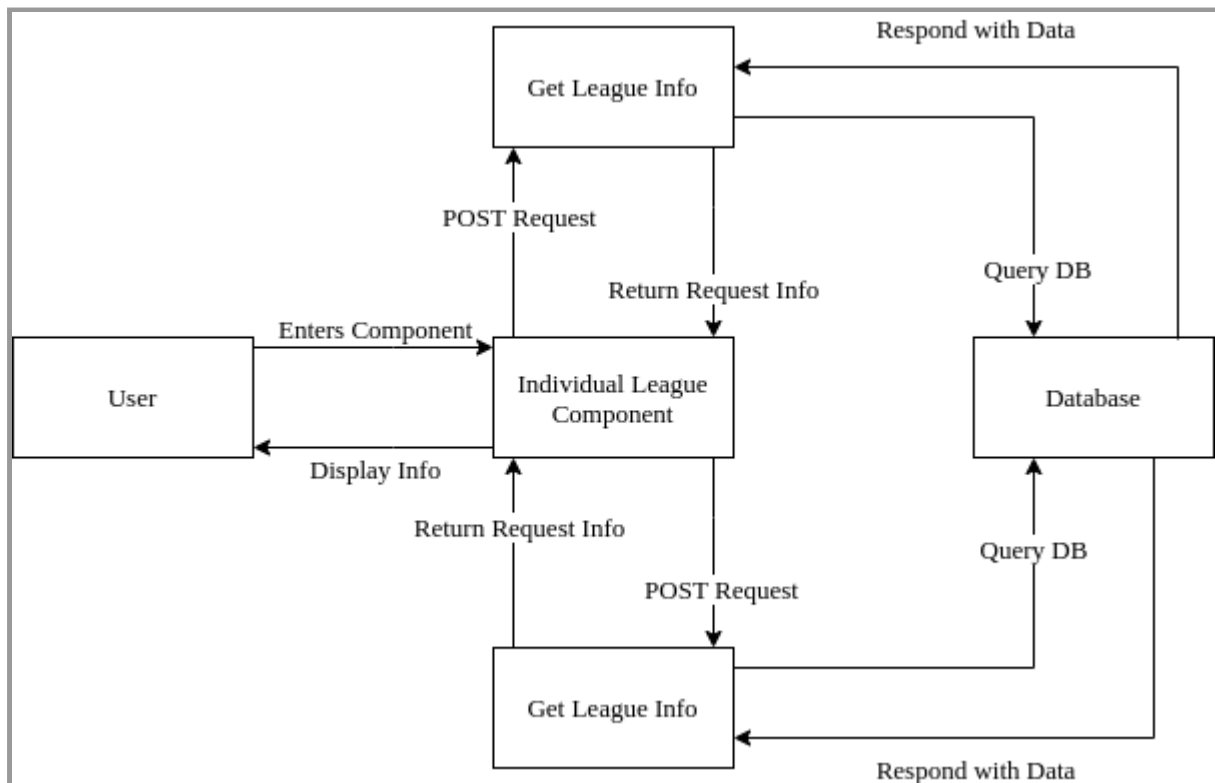 Respond with Data
Get League Info
POST Request
Query DB
Return Request Info
Enters Component
User
Individual League
Component
Database
Display Info
Return Request Info
Query DB
POST Request
Get League Info
Respond with Data